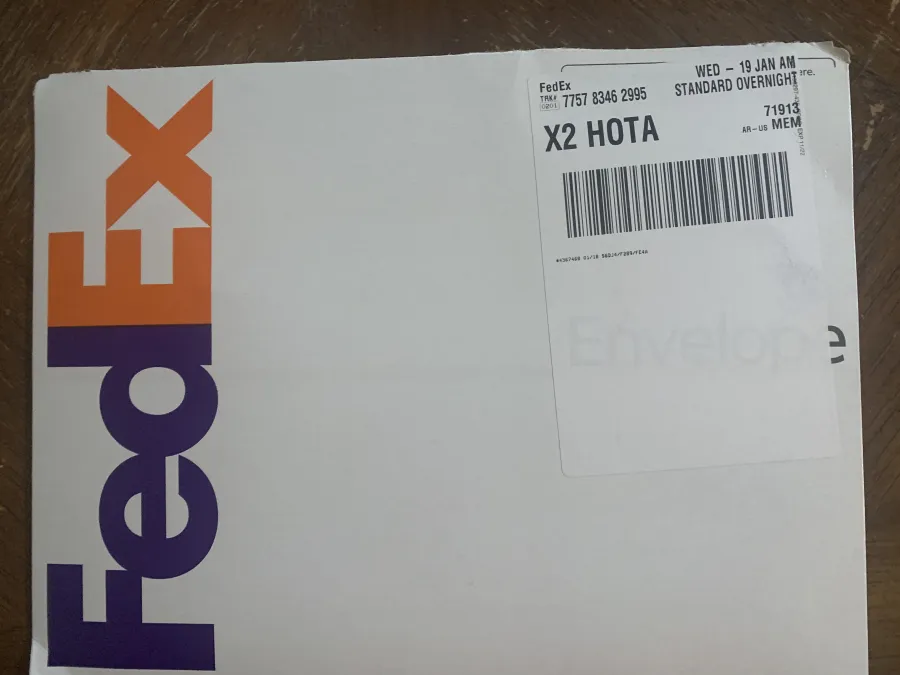 FedEx
WED - 19 JAN AM
STANDARD OVERNIGHT
ere.
FedEx
TRK# 7757 8346 2995
0201
X2 HOTA
71913
AR-US MEM
Envelope